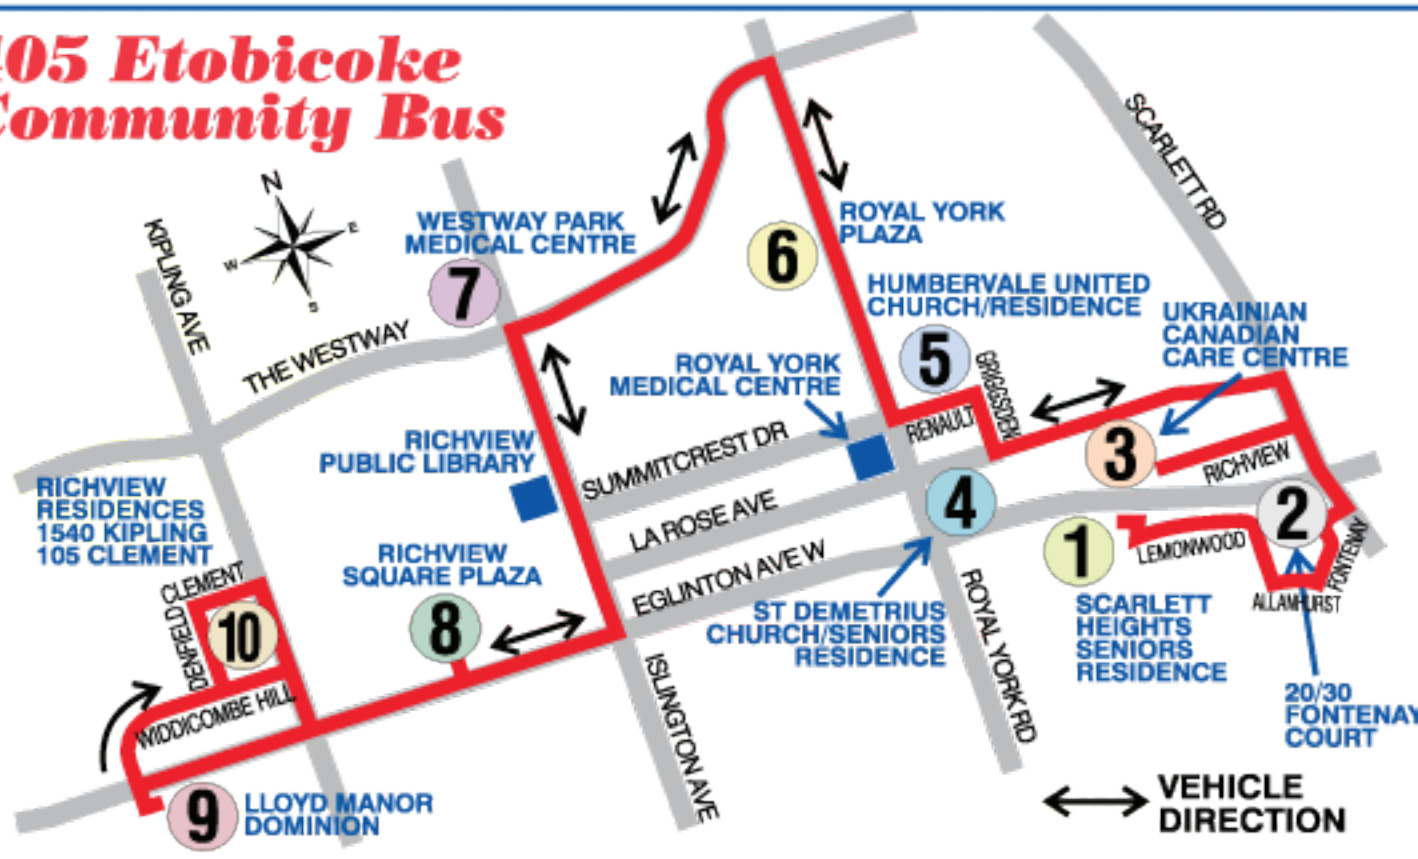 405 Etobicoke
Community Bus
N
E
W
S
KIPLING AVE
THE WESTWAY
WESTWAY PARK
MEDICAL CENTRE
7
6
ROYAL YORK
PLAZA
SCARLETT RD
HUMBERVALE UNITED
CHURCH/RESIDENCE
5
UKRAINIAN
CANADIAN
CARE CENTRE
ROYAL YORK
MEDICAL CENTRE
GRIGGSDEN
RENAULT
3
RICHVIEW
RICHVIEW
PUBLIC LIBRARY
SUMMITCREST DR
LA ROSE AVE
EGLINTON AVE W
4
2
1
LEMONWOOD
FONTENAY
ALLANHURST
RICHVIEW
RESIDENCES
1540 KIPLING
105 CLEMENT
RICHVIEW
SQUARE PLAZA
8
CLEMENT
DENFIELD
10
WIDDICOMBE HILL
ST DEMETRIUS
CHURCH/SENIORS
RESIDENCE
ROYAL YORK RD
SCARLETT
HEIGHTS
SENIORS
RESIDENCE
20/30
FONTENAY
COURT
ISLINGTON AVE
9
LLOYD MANOR
DOMINION
VEHICLE
DIRECTION